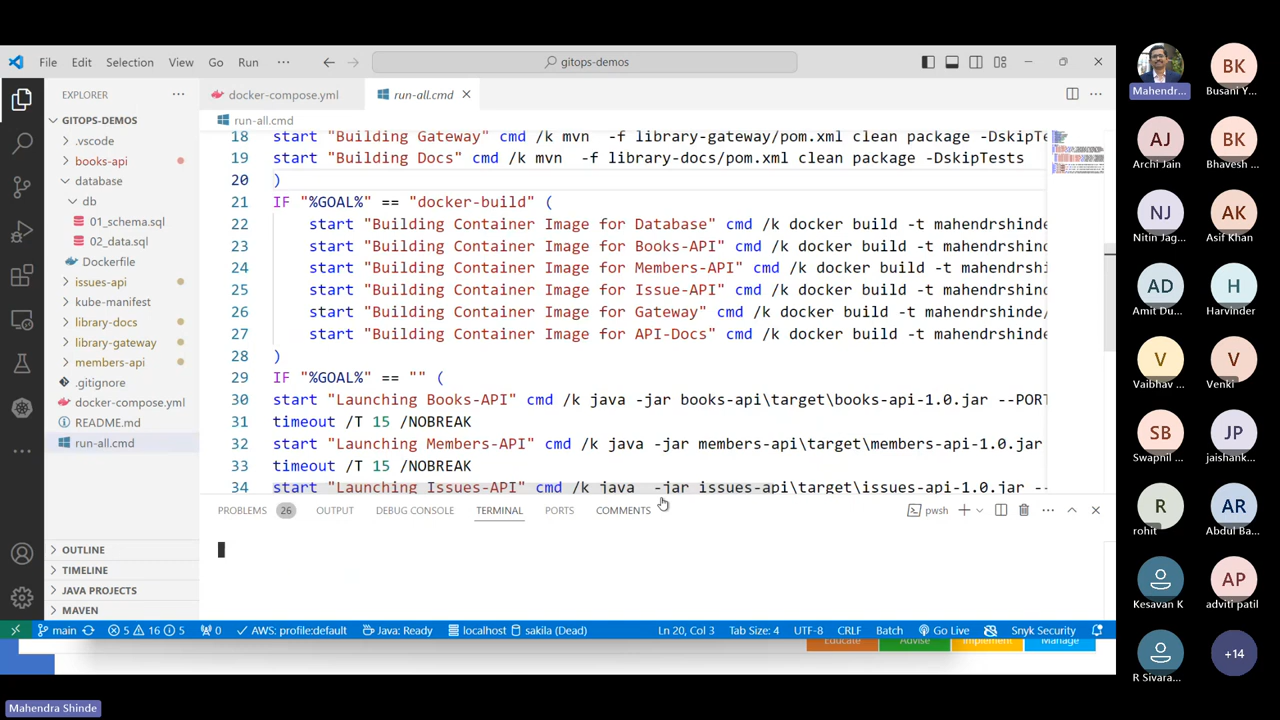 File Edit Selection View Go Run ··· gitops-demos
EXPLORER
GITOPS-DEMOS
.vscode
books-api
database
db
01_schema.sql
02_data.sql
Dockerfile
issues-api
kube-manifest
library-docs
library-gateway
members-api
.gitignore
docker-compose.yml
README.md
run-all.cmd
OUTLINE
TIMELINE
JAVA PROJECTS
MAVEN
docker-compose.yml run-all.cmd
run-all.cmd
18 start "Building Gateway" cmd /k mvn -f library-gateway/pom.xml clean package -DskipTe
19 start "Building Docs" cmd /k mvn -f library-docs/pom.xml clean package -DskipTests
20 )
21 IF "%GOAL%" == "docker-build" (
22 start "Building Container Image for Database" cmd /k docker build -t mahendrshinde
23 start "Building Container Image for Books-API" cmd /k docker build -t mahendrshind
24 start "Building Container Image for Members-API" cmd /k docker build -t mahendrshi
25 start "Building Container Image for Issue-API" cmd /k docker build -t mahendrshind
26 start "Building Container Image for Gateway" cmd /k docker build -t mahendrshinde/
27 start "Building Container Image for API-Docs" cmd /k docker build -t mahendrshinde
28 )
29 IF "%GOAL%" == "" (
30 start "Launching Books-API" cmd /k java -jar books-api\target\books-api-1.0.jar --PORT
31 timeout /T 15 /NOBREAK
32 start "Launching Members-API" cmd /k java -jar members-api\target\members-api-1.0.jar
33 timeout /T 15 /NOBREAK
34 start "Launching Issues-API" cmd /k java -jar issues-api\target\issues-api-1.0.jar --
PROBLEMS 26 OUTPUT DEBUG CONSOLE TERMINAL PORTS COMMENTS pwsh
main 5 16 5 0 AWS: profile:default Java: Ready localhost sakila (Dead) Ln 20, Col 3 Tab Size: 4 UTF-8 CRLF Batch Go Live Snyk Security
Educate Advise Implement Manage
Mahendr... BK Busani Y...
AJ Archi Jain BK Bhavesh ...
NJ Nitin Jag... AK Asif Khan
AD Amit Du... H Harvinder
V Vaibhav ... V Venki
SB Swapnil ... JP jaishank...
R rohit AR Abdul Ba...
Kesavan K AP adviti patil
R Sivara... +14
Mahendra Shinde